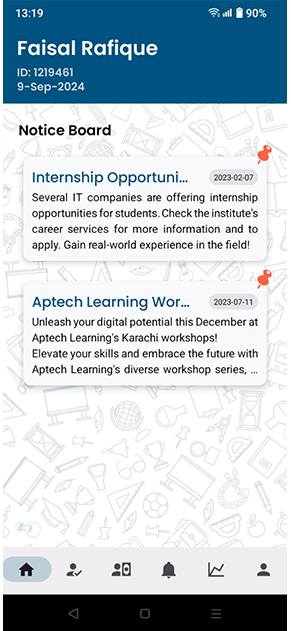 13:19
90%
Faisal Rafique
ID: 1219461
9-Sep-2024
Notice Board
Internship Opportuni...
2023-02-07
Several IT companies are offering internship
opportunities for students. Check the institute's
career services for more information and to
apply. Gain real-world experience in the field!
Aptech Learning Wor...
2023-07-11
Unleash your digital potential this December at
Aptech Learning's Karachi workshops!
Elevate your skills and embrace the future with
Aptech Learning's diverse workshop series, ...